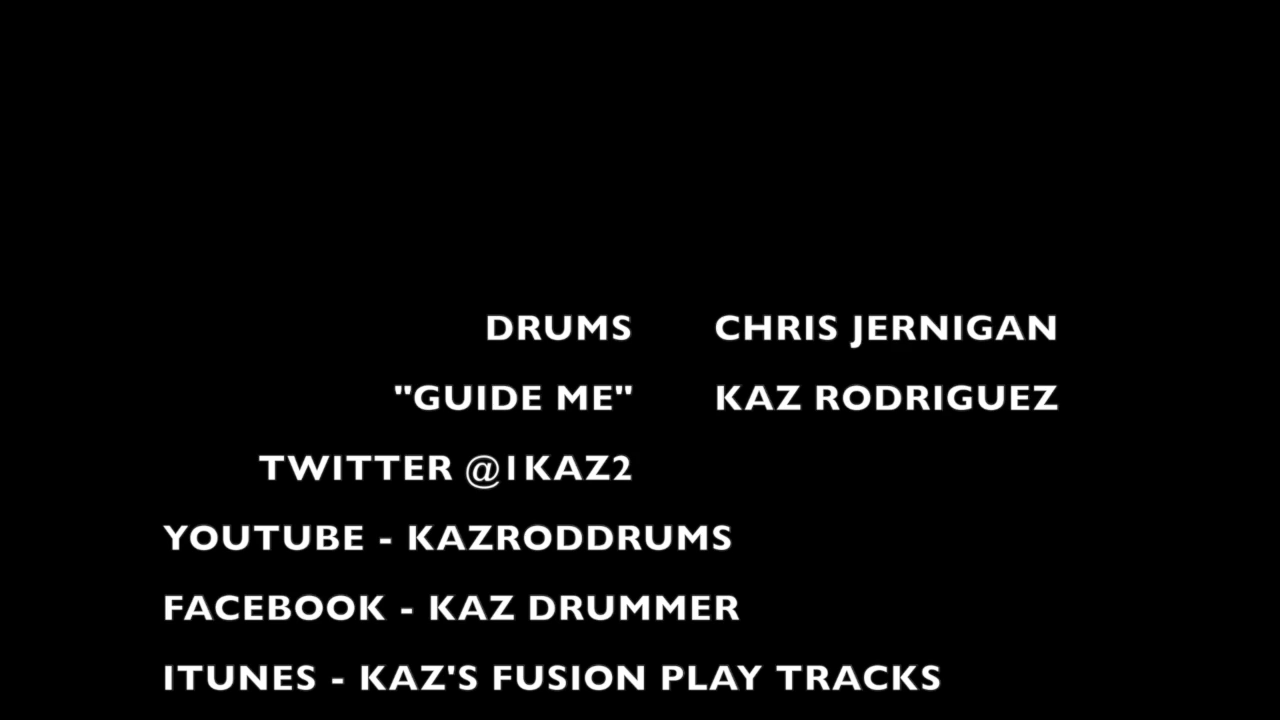 DRUMS CHRIS JERNIGAN
"GUIDE ME" KAZ RODRIGUEZ
TWITTER @1KAZ2
YOUTUBE - KAZRODDRUMS
FACEBOOK - KAZ DRUMMER
ITUNES - KAZ'S FUSION PLAY TRACKS